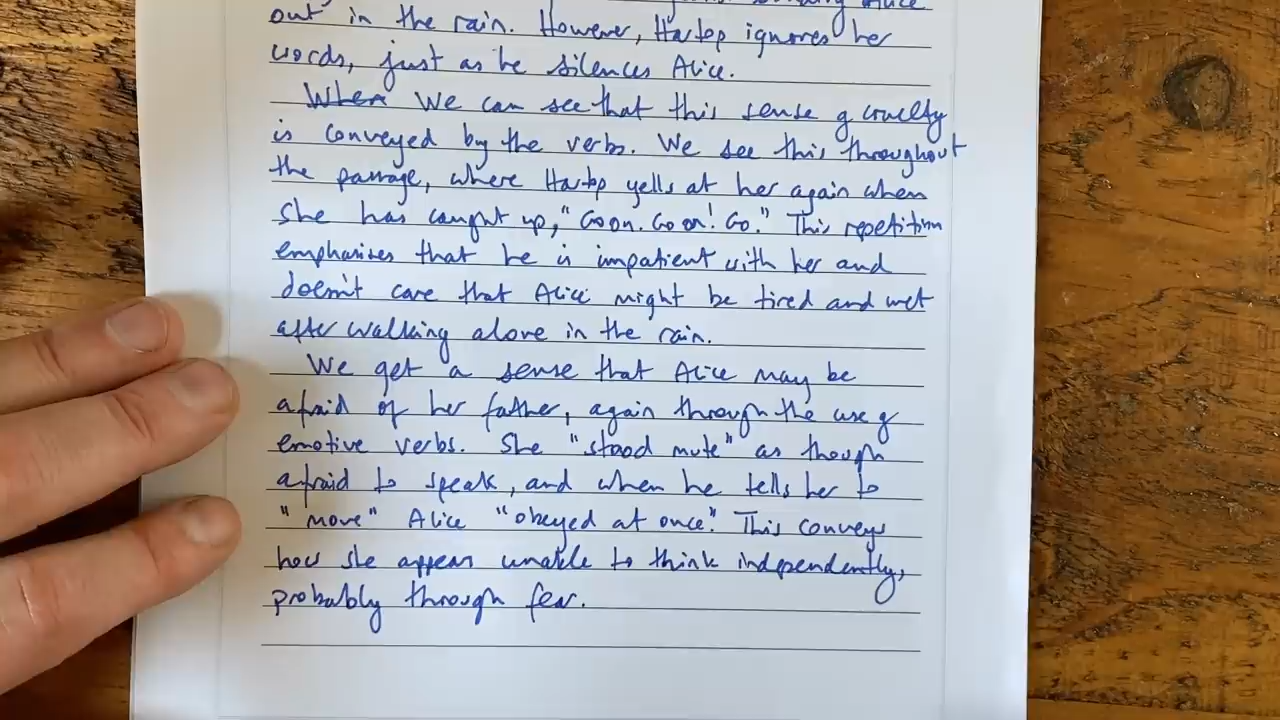 Alice
out in the rain. However, Hartop ignores her
words, just as he silences Alice.
When We can see that this sense of cruelty
is conveyed by the verbs. We see this throughout
the passage, where Hartop yells at her again when
she has caught up, "Go on. Go on! Go." This repetition
emphasises that he is impatient with her and
doesn't care that Alice might be tired and wet
after walking alone in the rain.
We get a sense that Alice may be
afraid of her father, again through the use of
emotive verbs. She "stood mute" as though
afraid to speak, and when he tells her to
"move" Alice "obeyed at once". This conveys
how she appears unable to think independently,
probably through fear.